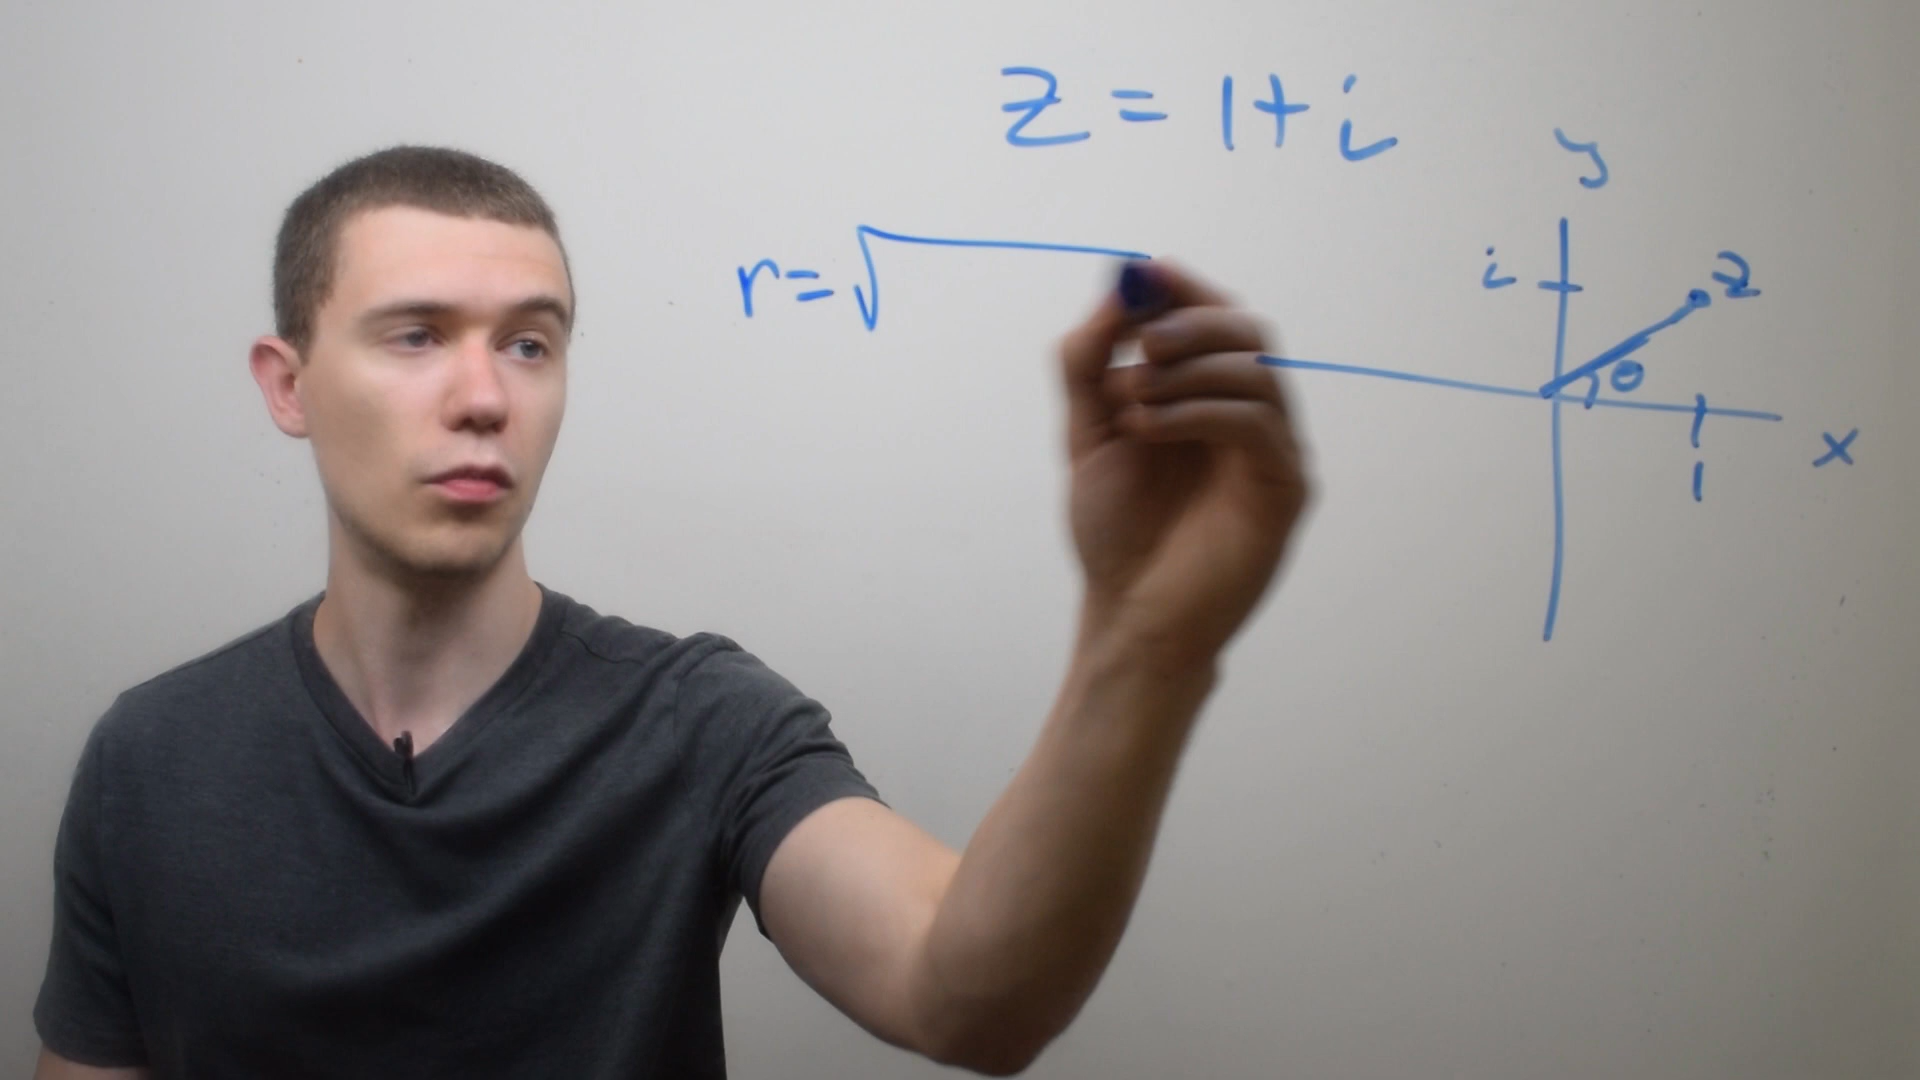 z = 1 + i
r = √
y
i
z
θ
x
1